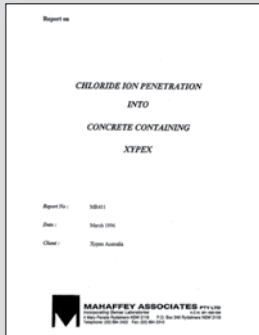 Report on
CHLORIDE ION PENETRATION
INTO
CONCRETE CONTAINING
XYPEX
Report No :
Date : March 1994
Client : Xypex Australia
MAHAFFEY ASSOCIATES PTY LTD